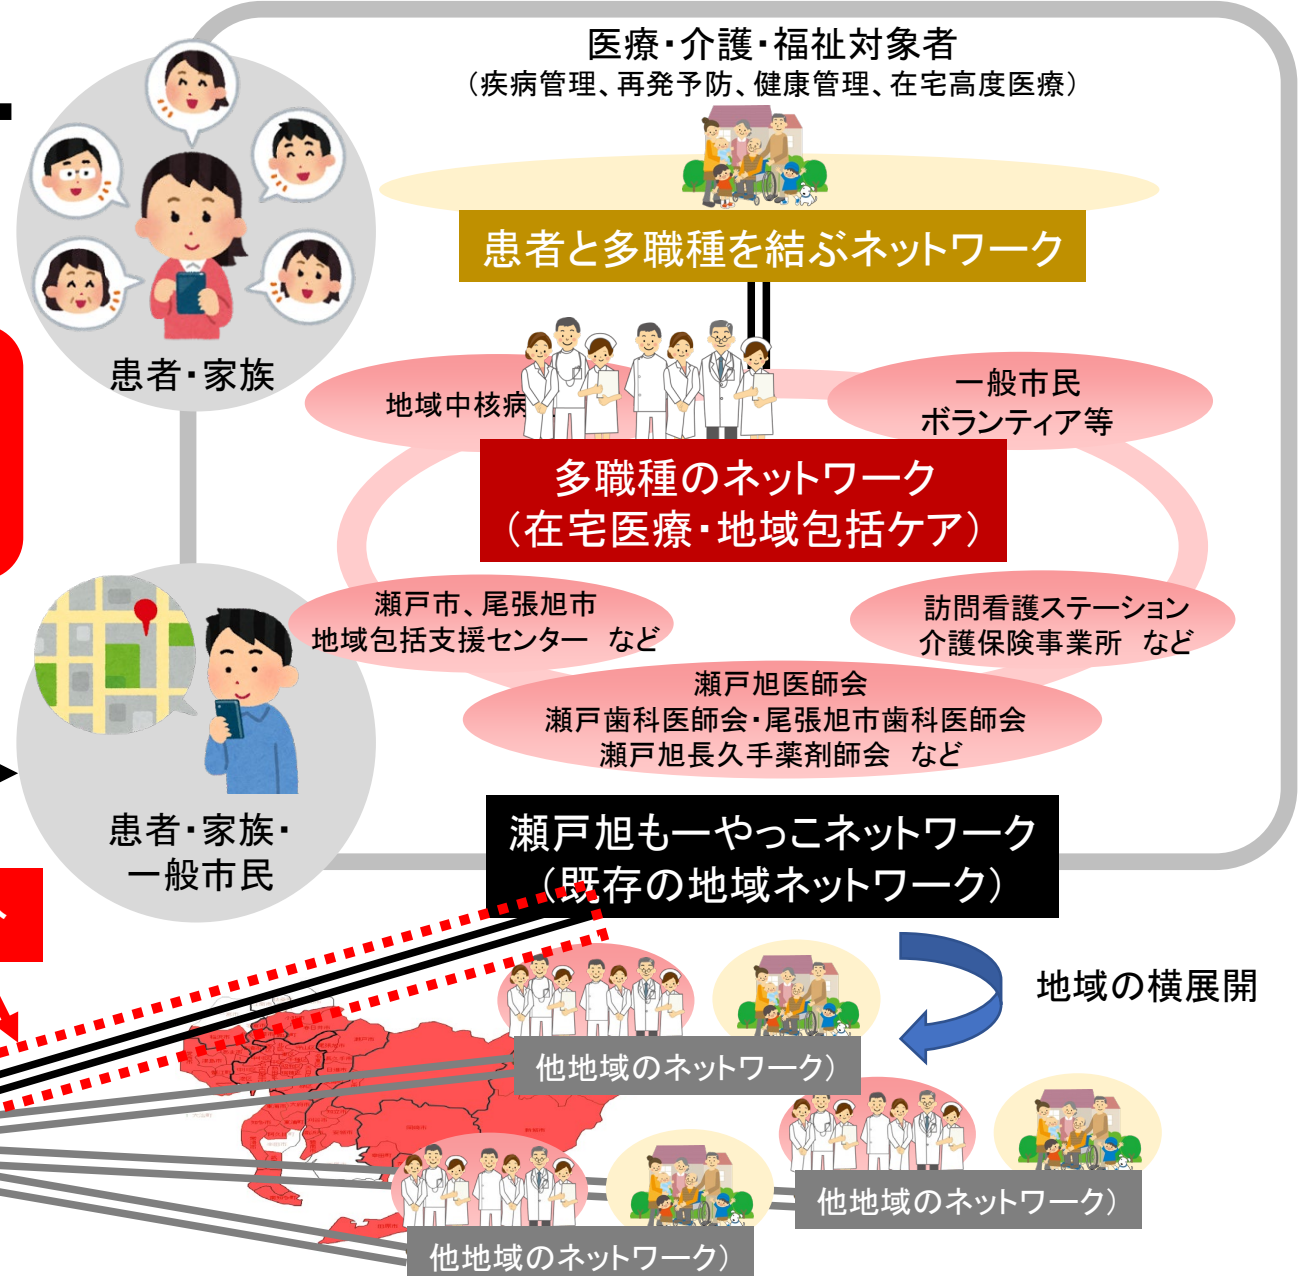 医療・介護・福祉対象者
（疾病管理、再発予防、健康管理、在宅高度医療）
患者と多職種を結ぶネットワーク
患者・家族
地域中核病
一般市民
ボランティア等
多職種のネットワーク
（在宅医療・地域包括ケア）
瀬戸市、尾張旭市
地域包括支援センター　など
訪問看護ステーション
介護保険事業所　など
瀬戸旭医師会
瀬戸歯科医師会・尾張旭市歯科医師会
瀬戸旭長久手薬剤師会　など
患者・家族・
一般市民
瀬戸旭もーやっこネットワーク
（既存の地域ネットワーク）
地域の横展開
他地域のネットワーク）
他地域のネットワーク）
他地域のネットワーク）